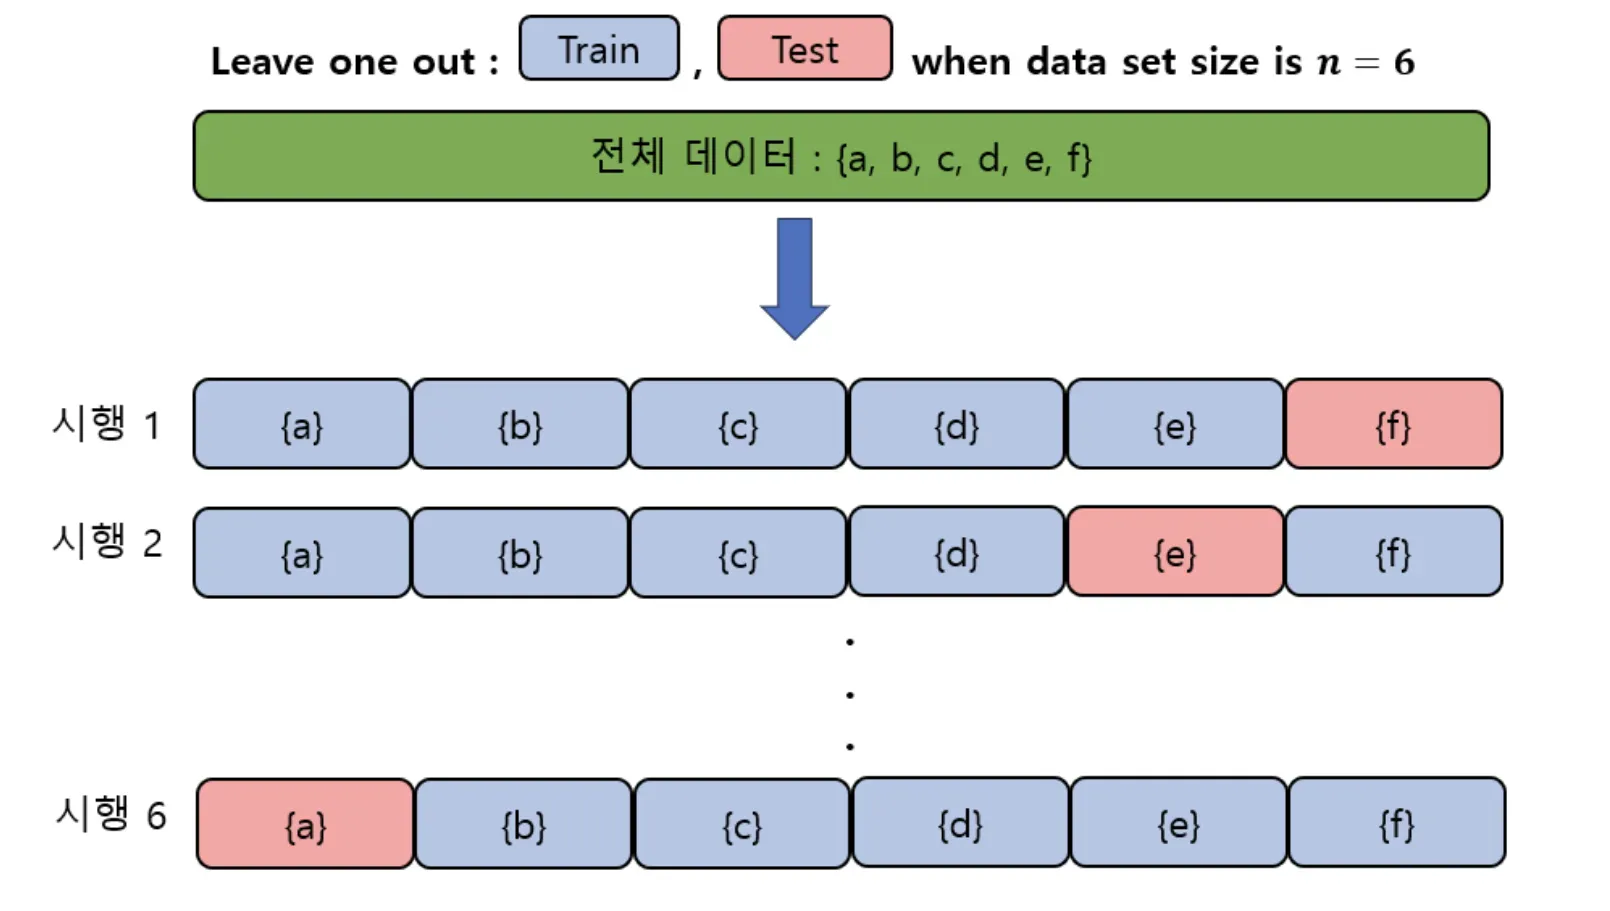 Leave one out : Train , Test when data set size is n = 6
전체 데이터 : {a, b, c, d, e, f}
시행 1 {a} {b} {c} {d} {e} {f}
시행 2 {a} {b} {c} {d} {e} {f}
.
.
.
시행 6 {a} {b} {c} {d} {e} {f}